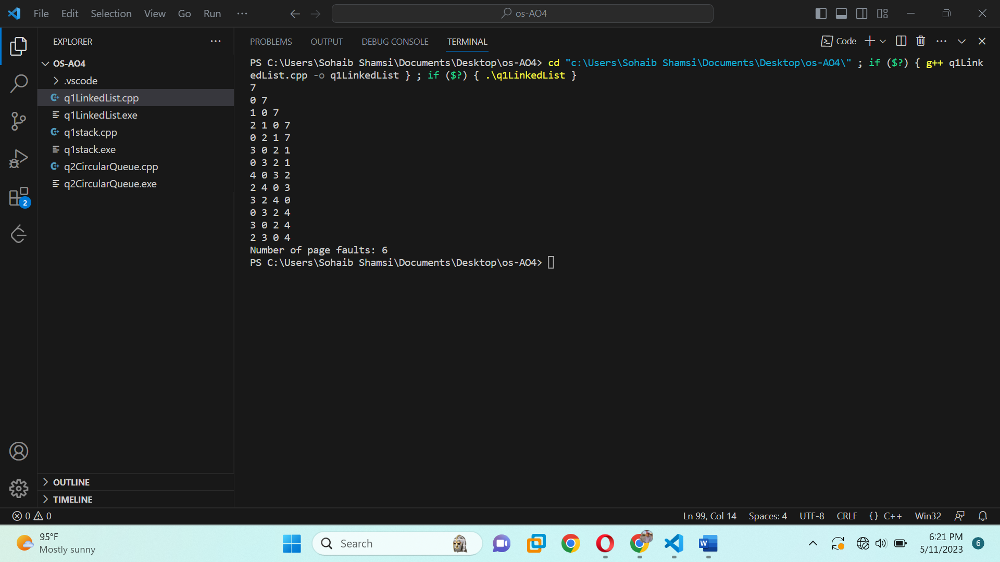 File Edit Selection View Go Run ···
os-AO4
EXPLORER
OS-AO4
.vscode
q1LinkedList.cpp
q1LinkedList.exe
q1stack.cpp
q1stack.exe
q2CircularQueue.cpp
q2CircularQueue.exe
2
OUTLINE
TIMELINE
PROBLEMS OUTPUT DEBUG CONSOLE TERMINAL
Code
PS C:\Users\Sohaib Shamsi\Documents\Desktop\os-AO4> cd "c:\Users\Sohaib Shamsi\Documents\Desktop\os-AO4\" ; if ($?) { g++ q1Link
edList.cpp -o q1LinkedList } ; if ($?) { .\q1LinkedList }
7
0 7
1 0 7
2 1 0 7
0 2 1 7
3 0 2 1
0 3 2 1
4 0 3 2
2 4 0 3
3 2 4 0
0 3 2 4
3 0 2 4
2 3 0 4
Number of page faults: 6
PS C:\Users\Sohaib Shamsi\Documents\Desktop\os-AO4>
0 0
Ln 99, Col 14 Spaces: 4 UTF-8 CRLF {} C++ Win32
95°F
Mostly sunny
Search
W
6:21 PM
5/11/2023
6